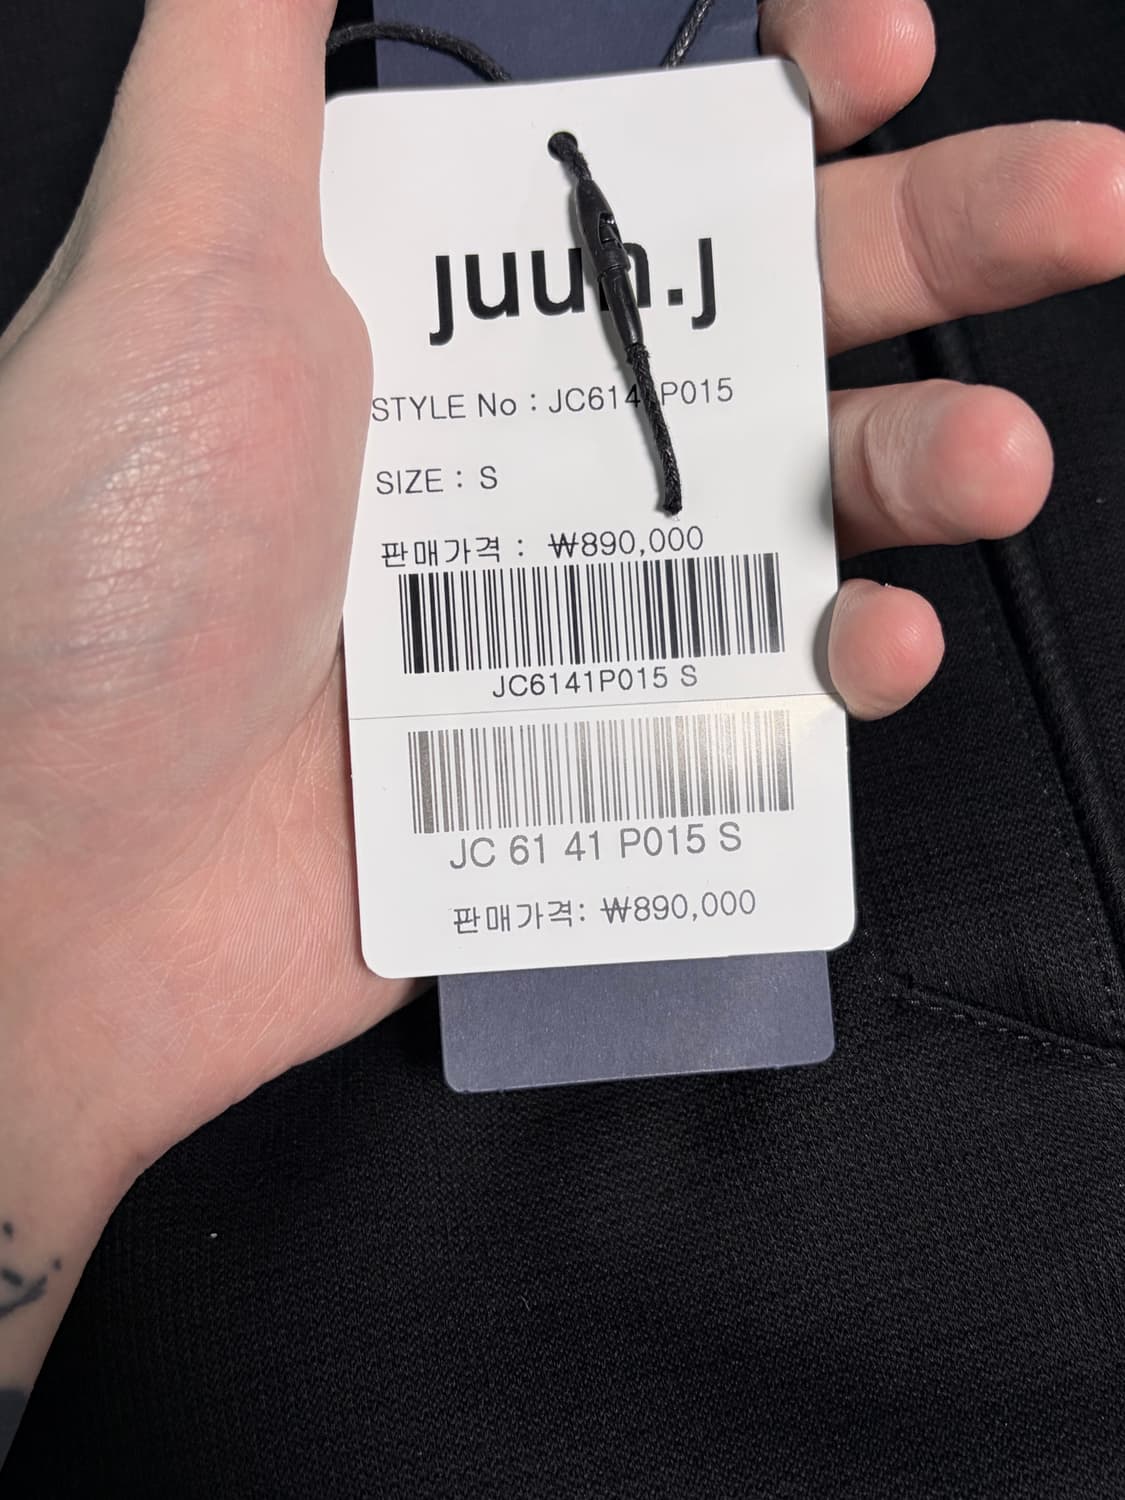 juun.j
STYLE No : JC6141P015
SIZE : S
판매가격 : ₩890,000
JC6141P015 S
JC 61 41 P015 S
판매가격: ₩890,000